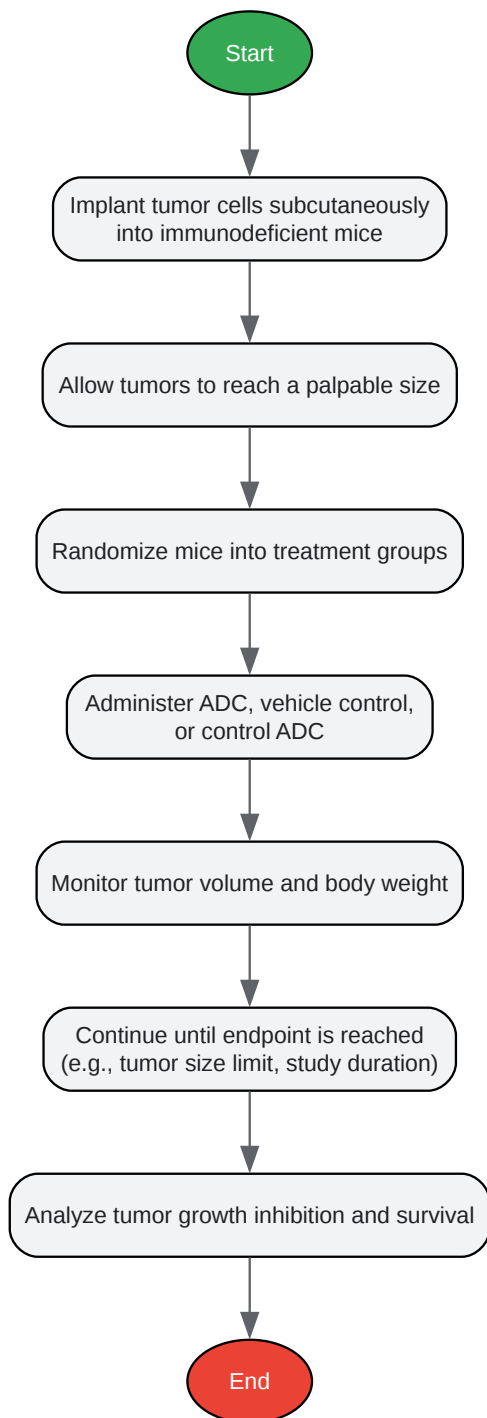 Start
Implant tumor cells subcutaneously
into immunodeficient mice
Allow tumors to reach a palpable size
Randomize mice into treatment groups
Administer ADC, vehicle control,
or control ADC
Monitor tumor volume and body weight
Continue until endpoint is reached
(e.g., tumor size limit, study duration)
Analyze tumor growth inhibition and survival
End